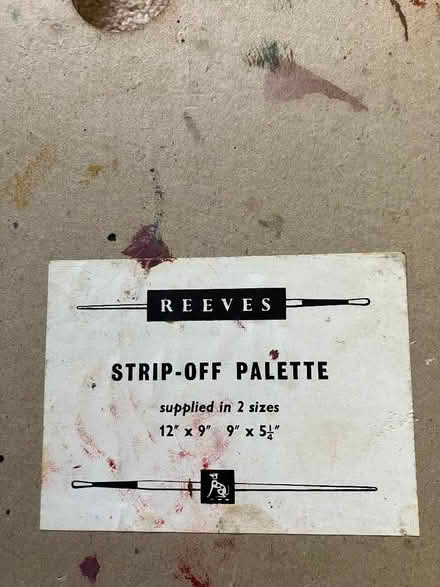 REEVES
STRIP-OFF PALETTE
supplied in 2 sizes
12" x 9" 9" x 5¼"